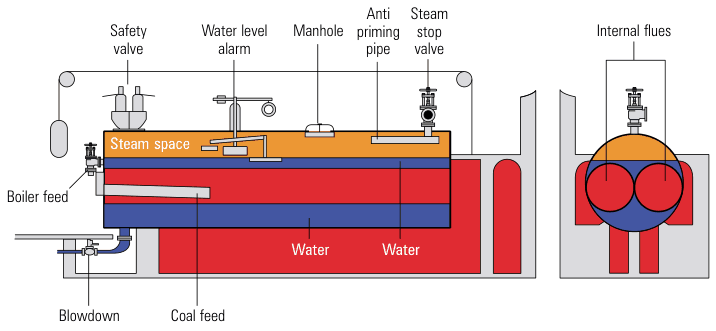 Safety
valve
Water level
alarm
Manhole
Anti
priming
pipe
Steam
stop
valve
Internal flues
Steam space
Boiler feed
Water
Water
Blowdown
Coal feed